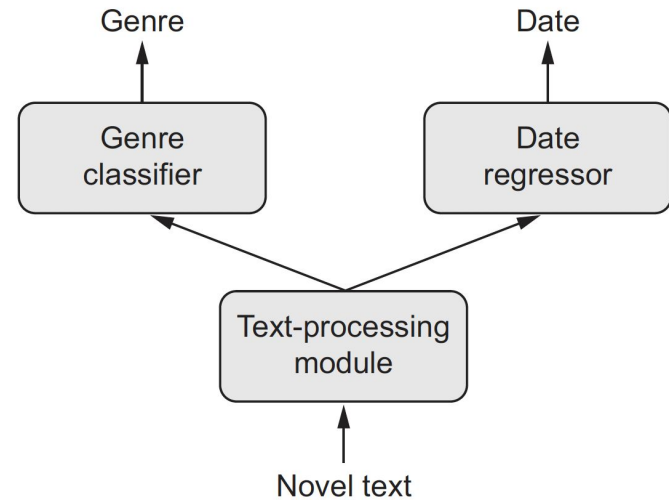 Genre
Date
Genre
classifier
Date
regressor
Text-processing
module
Novel text